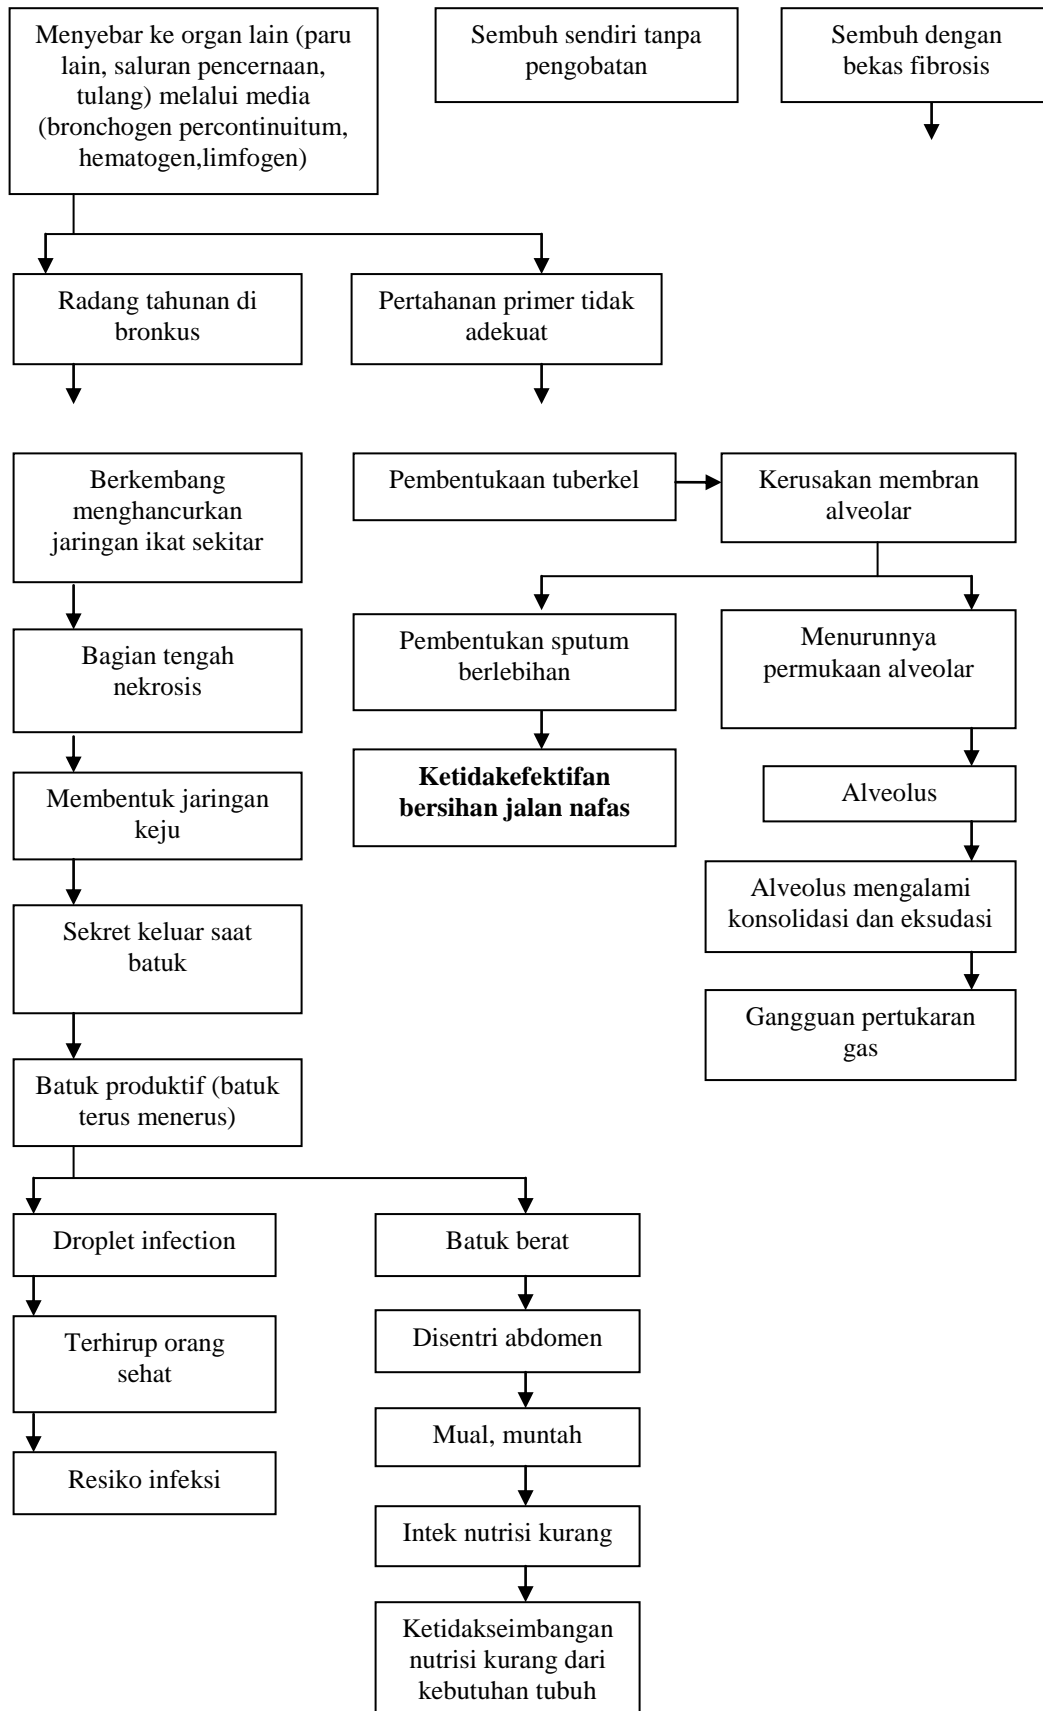 Menyebar ke organ lain (paru
lain, saluran pencernaan,
tulang) melalui media
(bronchogen percontinuitum,
hematogen,limfogen)
Sembuh sendiri tanpa
pengobatan
Sembuh dengan
bekas fibrosis
Radang tahunan di
bronkus
Pertahanan primer tidak
adekuat
Berkembang
menghancurkan
jaringan ikat sekitar
Pembentukaan tuberkel
Kerusakan membran
alveolar
Bagian tengah
nekrosis
Pembentukan sputum
berlebihan
Menurunnya
permukaan alveolar
Membentuk jaringan
keju
Ketidakefektifan
bersihan jalan nafas
Alveolus
Sekret keluar saat
batuk
Alveolus mengalami
konsolidasi dan eksudasi
Gangguan pertukaran
gas
Batuk produktif (batuk
terus menerus)
Droplet infection
Batuk berat
Terhirup orang
sehat
Disentri abdomen
Mual, muntah
Resiko infeksi
Intek nutrisi kurang
Ketidakseimbangan
nutrisi kurang dari
kebutuhan tubuh